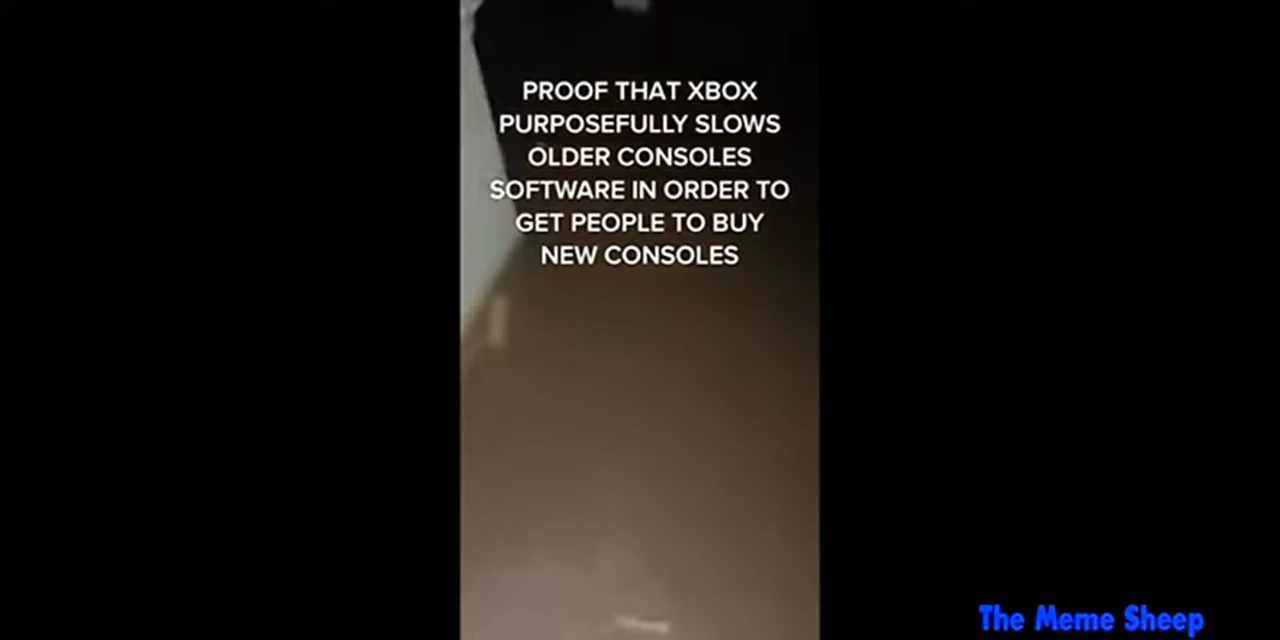 PROOF THAT XBOX
PURPOSEFULLY SLOWS
OLDER CONSOLES
SOFTWARE IN ORDER TO
GET PEOPLE TO BUY
NEW CONSOLES
The Meme Sheep